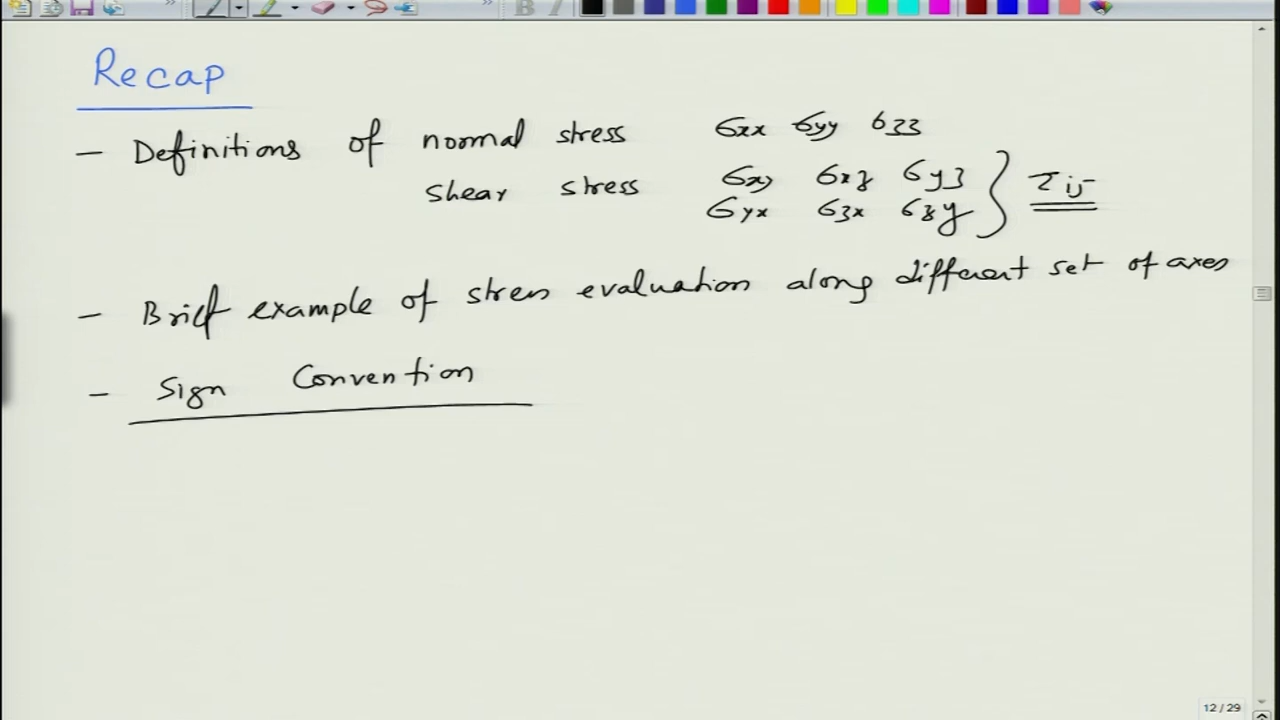 Recap
- Definitions of normal stress σxx σyy σzz
shear stress σxy σxz σyz } τij
σyx σzx σzy
- Brief example of stress evaluation along different set of axes
- Sign Convention
12 / 29